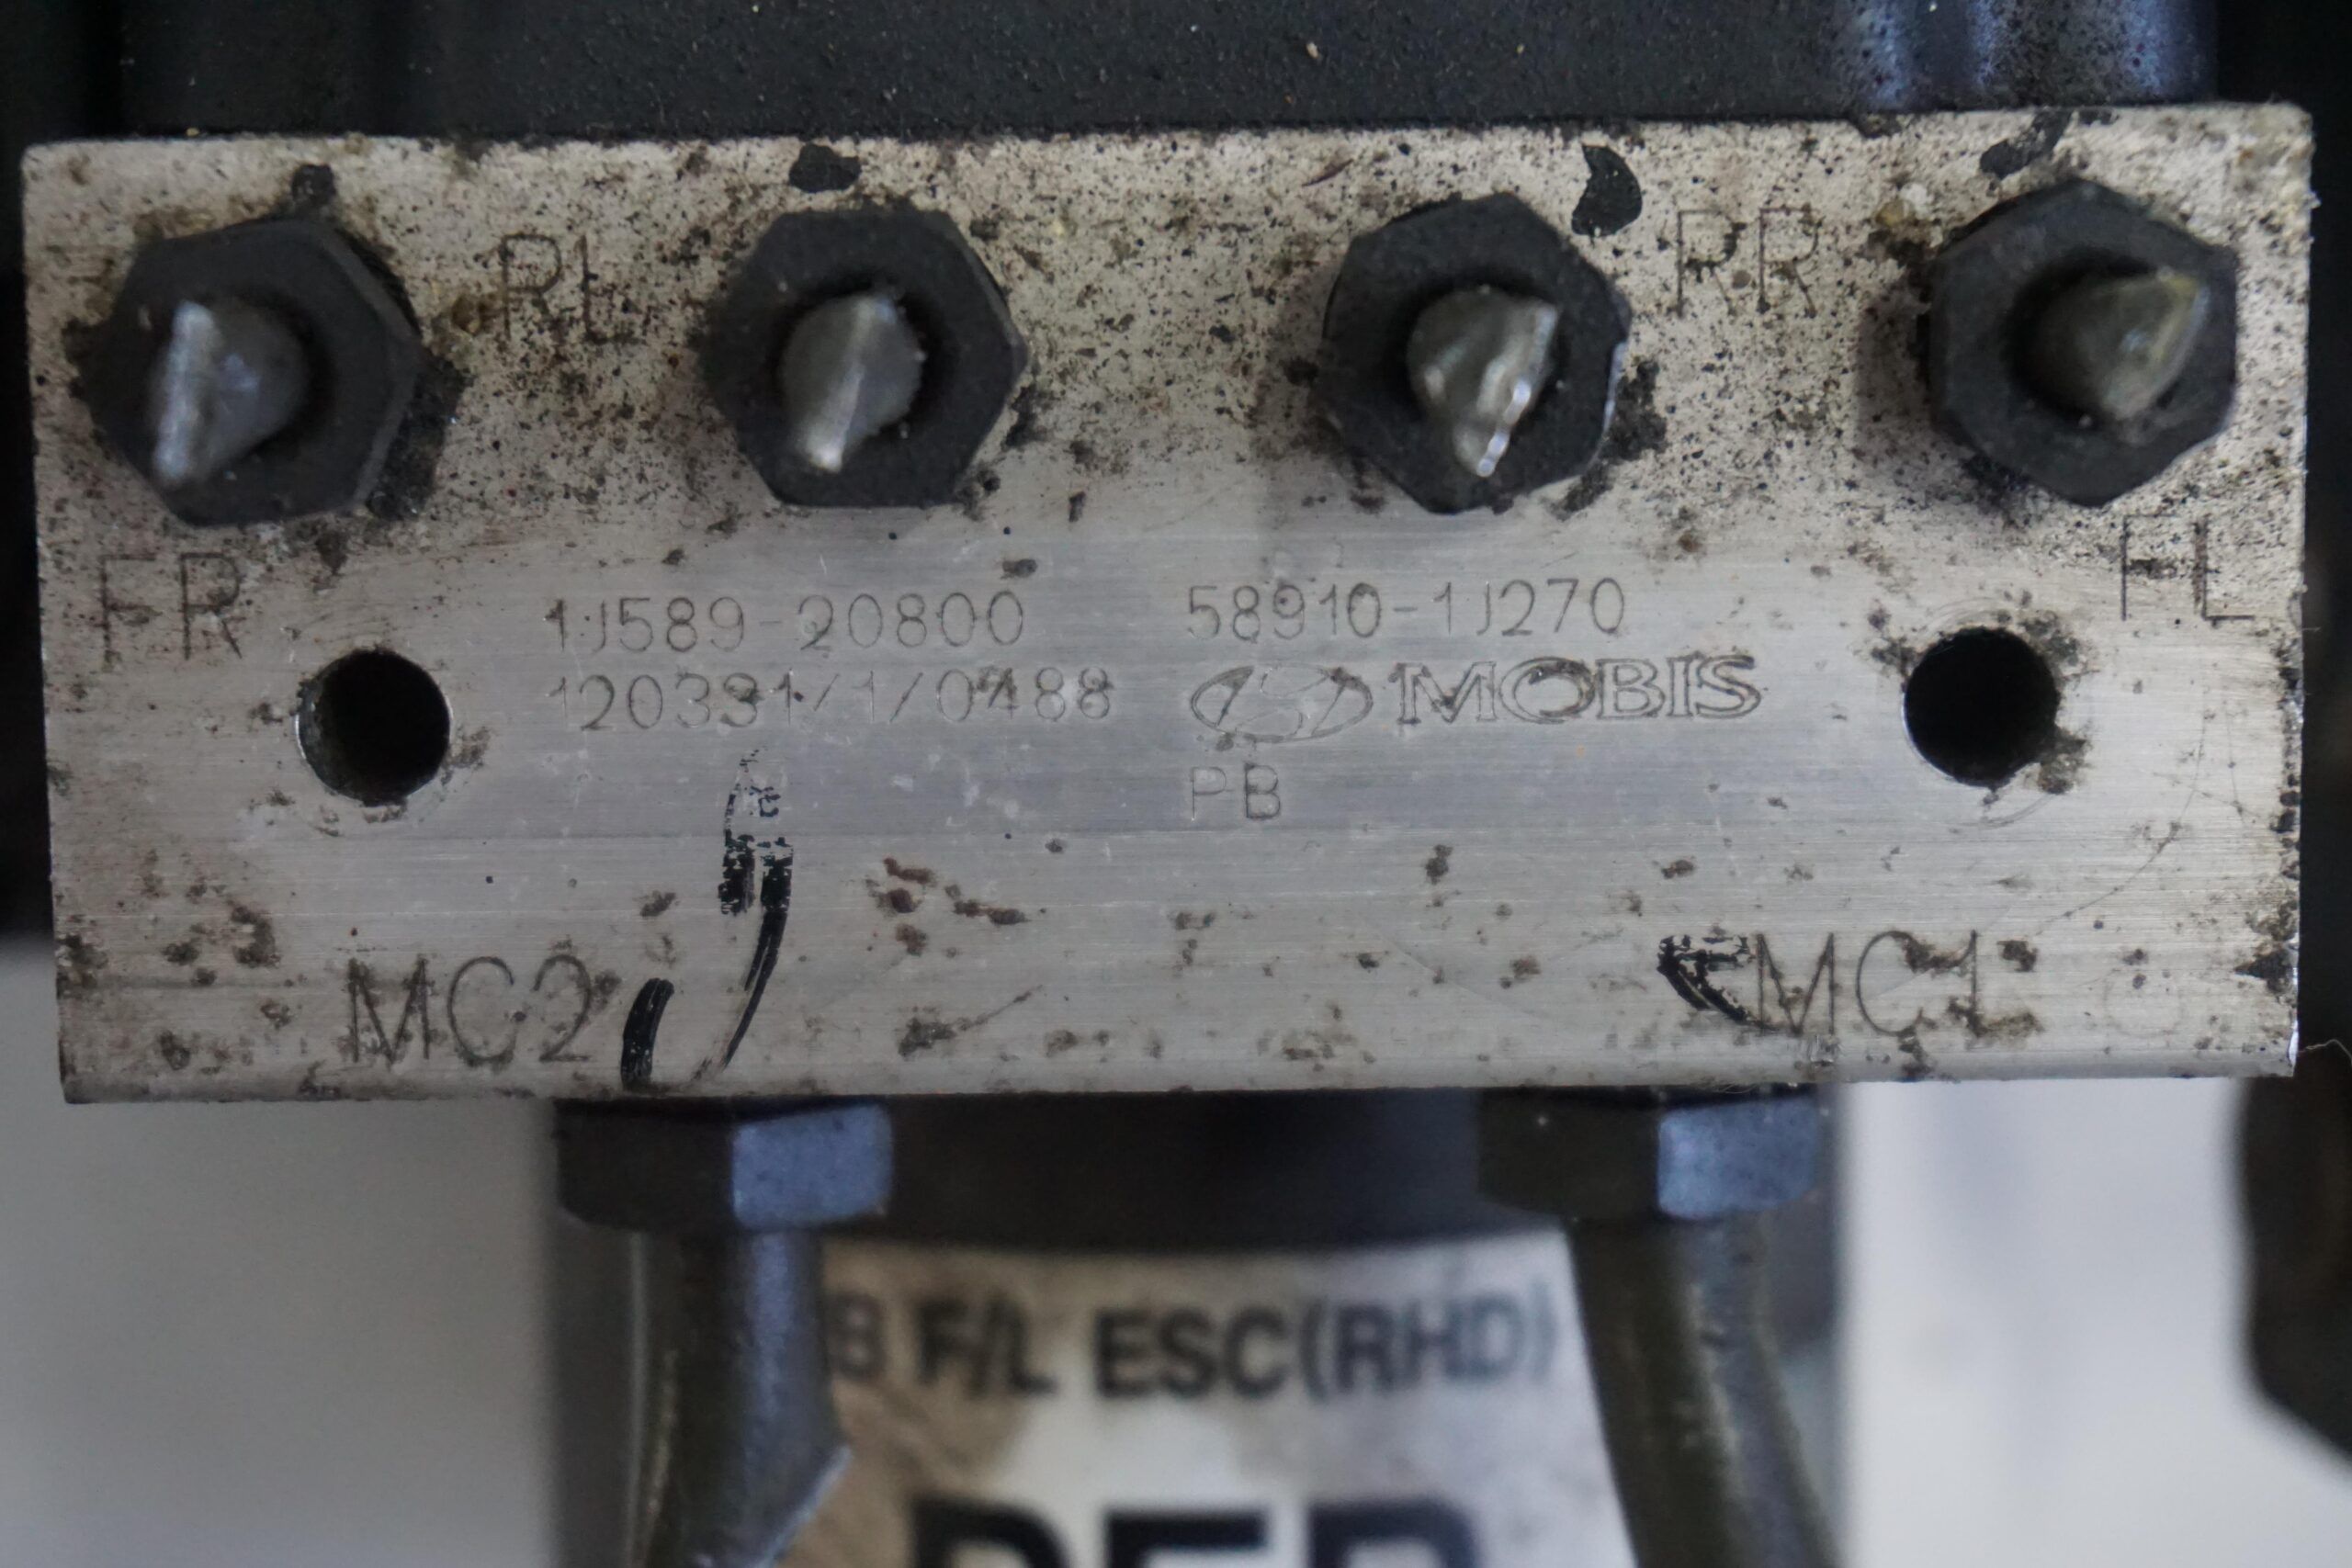 RL
RR
FR
FL
1J589-20800
58910-1J270
120331/1/0488
MOBIS
PB
MC2
MC1
B F/L ESC(RHD)